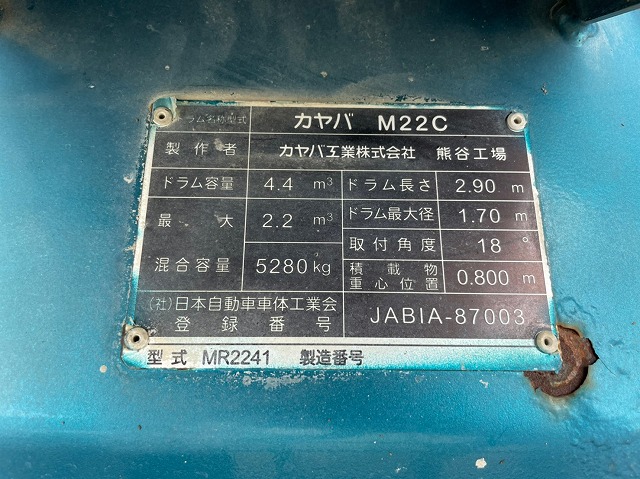 ラム名称型式 カヤバ M22C
製作者 カヤバ工業株式会社 熊谷工場
ドラム容量 4.4 m³ ドラム長さ 2.90 m
最大 2.2 m³ ドラム最大径 1.70 m
取付角度 18°
混合容量 5280kg 積載物重心位置 0.800 m
(社)日本自動車車体工業会
登録番号 JABIA-87003
型式 MR2241 製造番号